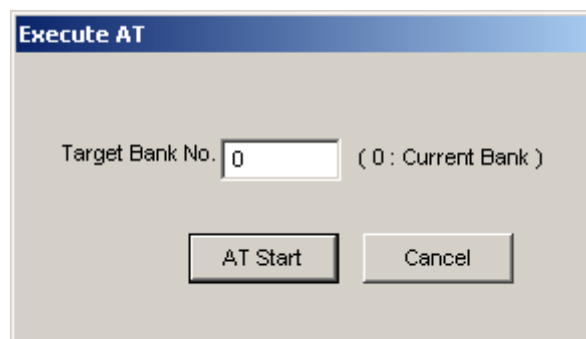 Execute AT
Target Bank No. 0 ( 0 : Current Bank )
AT Start Cancel